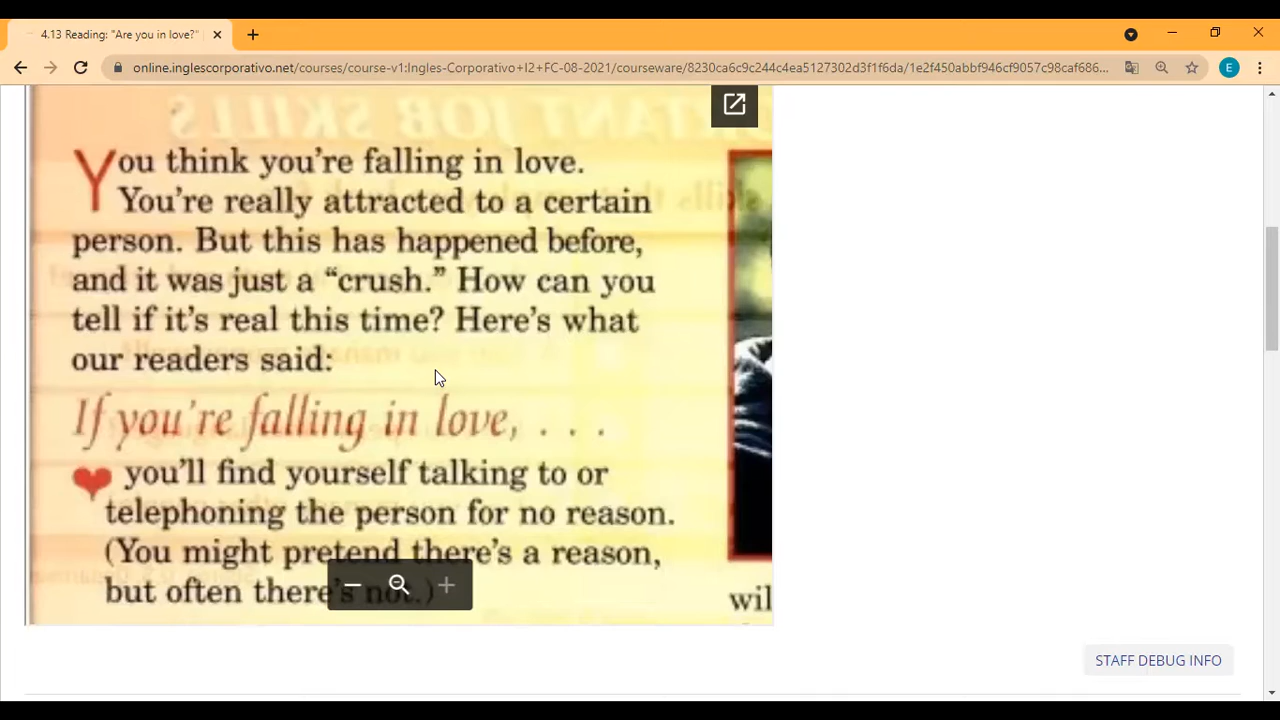 4.13 Reading: "Are you in love?"
online.inglescorporativo.net/courses/course-v1:Ingles-Corporativo+I2+FC-08-2021/courseware/8230ca6c9c244c4ea5127302d3f1f6da/1e2f450abbf946cf9057c98caf686...
E
You think you're falling in love.
You're really attracted to a certain
person. But this has happened before,
and it was just a “crush.” How can you
tell if it's real this time? Here's what
our readers said:
If you're falling in love, . . .
you'll find yourself talking to or
telephoning the person for no reason.
(You might pretend there's a reason,
but often there's not.)
wil
STAFF DEBUG INFO